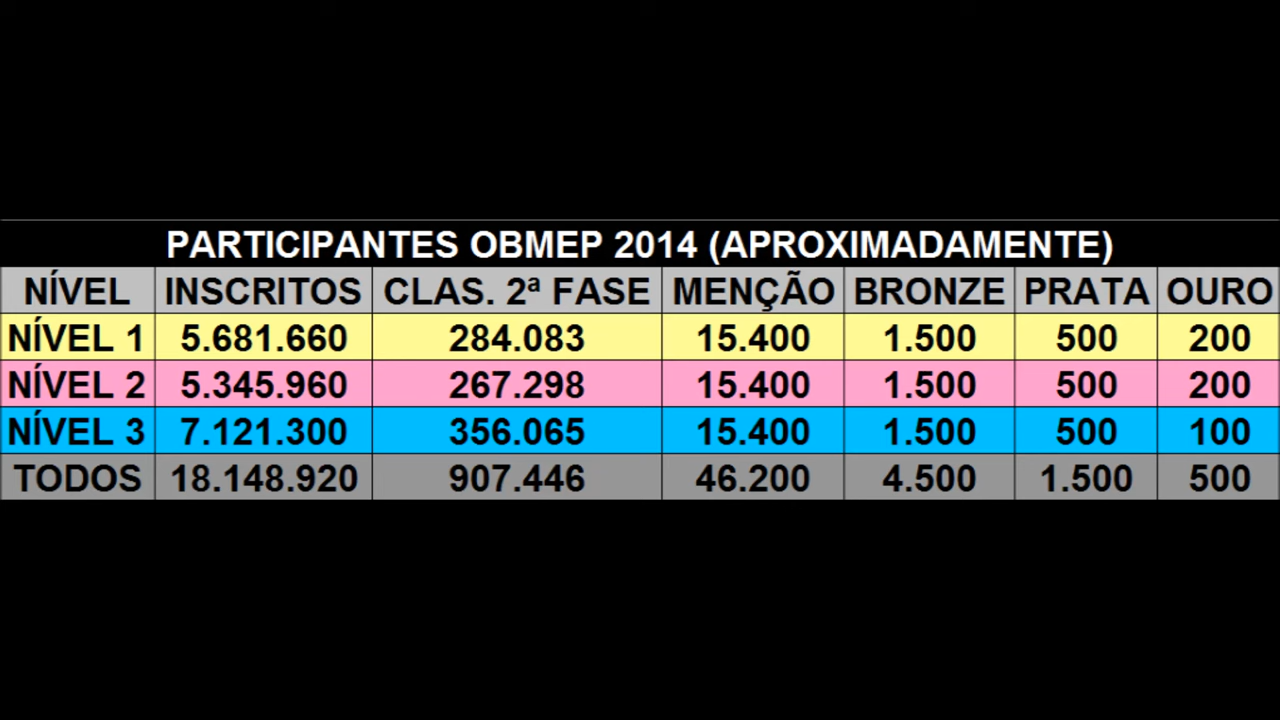 PARTICIPANTES OBMEP 2014 (APROXIMADAMENTE)
NÍVEL INSCRITOS CLAS. 2ª FASE MENÇÃO BRONZE PRATA OURO
NÍVEL 1 5.681.660 284.083 15.400 1.500 500 200
NÍVEL 2 5.345.960 267.298 15.400 1.500 500 200
NÍVEL 3 7.121.300 356.065 15.400 1.500 500 100
TODOS 18.148.920 907.446 46.200 4.500 1.500 500